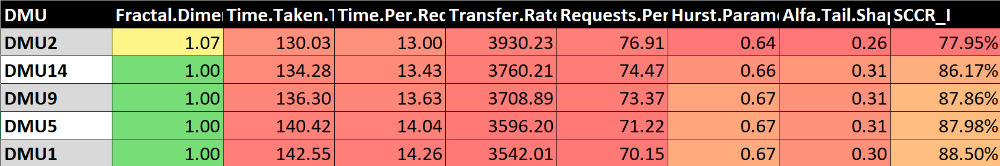 DMU Fractal.Dimer Time.Taken.T Time.Per.Rec Transfer.Rate Requests.Per Hurst.Parame Alfa.Tail.Shap SCCR_I
DMU2 1.07 130.03 13.00 3930.23 76.91 0.64 0.26 77.95%
DMU14 1.00 134.28 13.43 3760.21 74.47 0.66 0.31 86.17%
DMU9 1.00 136.30 13.63 3708.89 73.37 0.67 0.31 87.86%
DMU5 1.00 140.42 14.04 3596.20 71.22 0.67 0.31 87.98%
DMU1 1.00 142.55 14.26 3542.01 70.15 0.67 0.30 88.50%